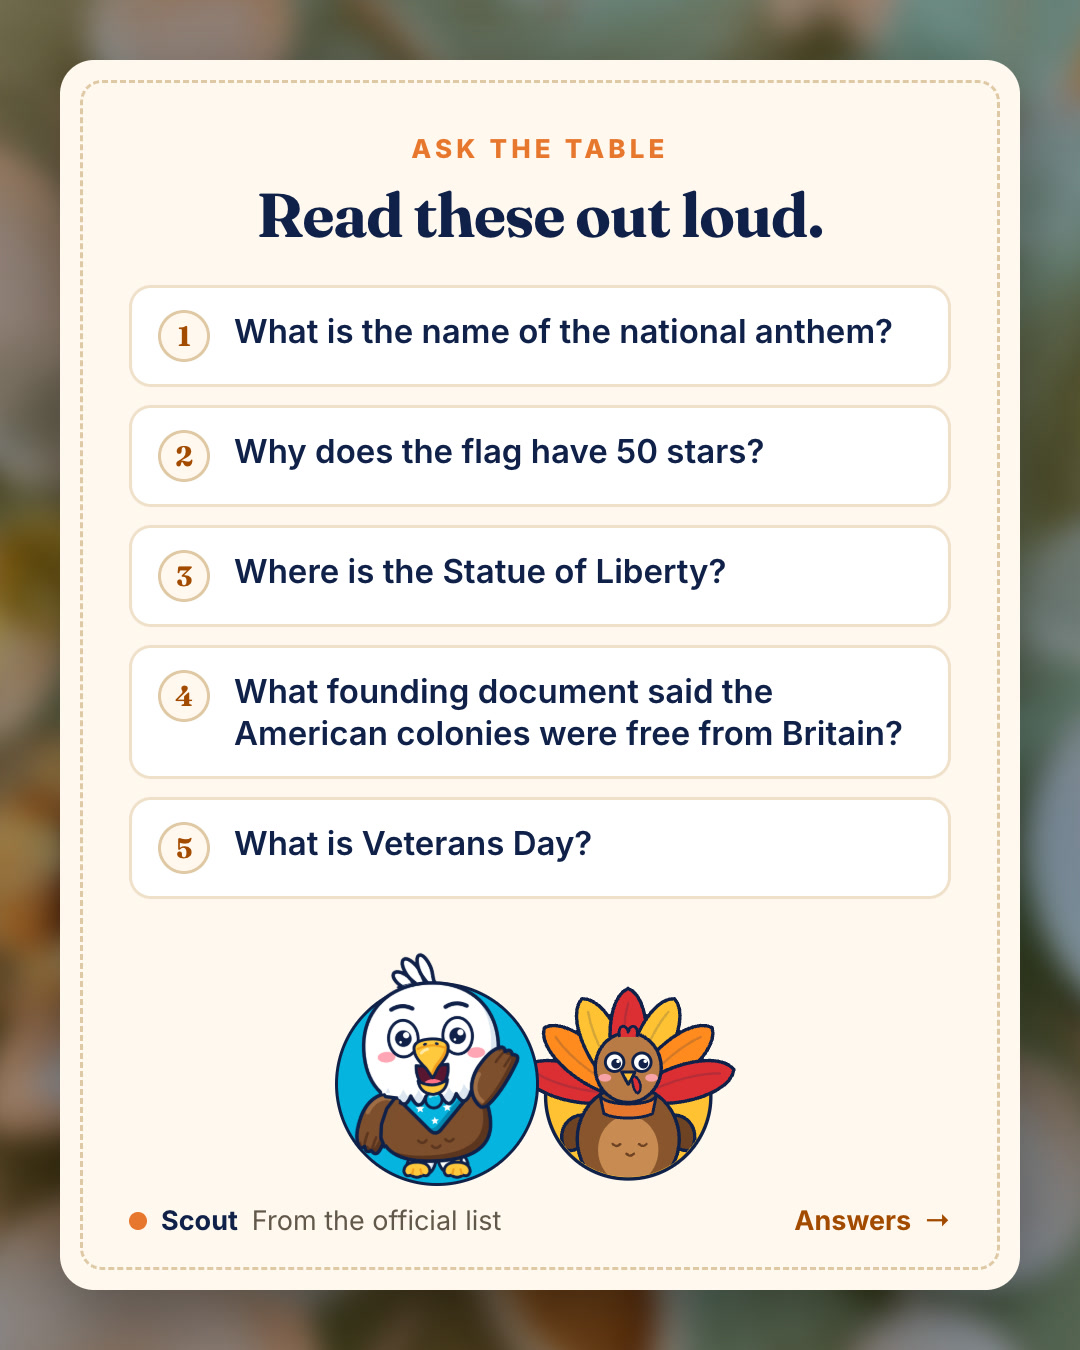 ASK THE TABLE
Read these out loud.
1 What is the name of the national anthem?
2 Why does the flag have 50 stars?
3 Where is the Statue of Liberty?
4 What founding document said the
American colonies were free from Britain?
5 What is Veterans Day?
Scout From the official list
Answers →